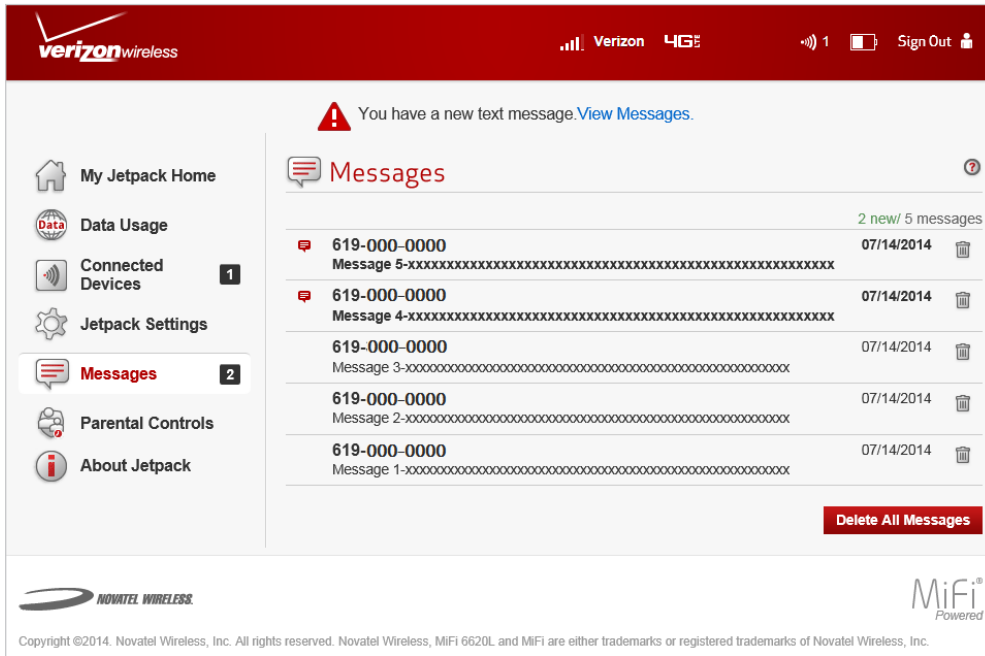 verizonwireless
Verizon 4G LTE 1 Sign Out
You have a new text message.View Messages.
My Jetpack Home
Data Data Usage
Connected Devices 1
Jetpack Settings
Messages 2
Parental Controls
About Jetpack
Messages ?
2 new/ 5 messages
619-000-0000 07/14/2014
Message 5-xxxxxxxxxxxxxxxxxxxxxxxxxxxxxxxxxxxxxxxxxxxxxxxxxxxxxxx
619-000-0000 07/14/2014
Message 4-xxxxxxxxxxxxxxxxxxxxxxxxxxxxxxxxxxxxxxxxxxxxxxxxxxxxxxx
619-000-0000 07/14/2014
Message 3-xxxxxxxxxxxxxxxxxxxxxxxxxxxxxxxxxxxxxxxxxxxxxxxxxxxxxxx
619-000-0000 07/14/2014
Message 2-xxxxxxxxxxxxxxxxxxxxxxxxxxxxxxxxxxxxxxxxxxxxxxxxxxxxxxx
619-000-0000 07/14/2014
Message 1-xxxxxxxxxxxxxxxxxxxxxxxxxxxxxxxxxxxxxxxxxxxxxxxxxxxxxxx
Delete All Messages
NOVATEL WIRELESS.
MiFi®
Powered
Copyright ©2014. Novatel Wireless, Inc. All rights reserved. Novatel Wireless, MiFi 6620L and MiFi are either trademarks or registered trademarks of Novatel Wireless, Inc.